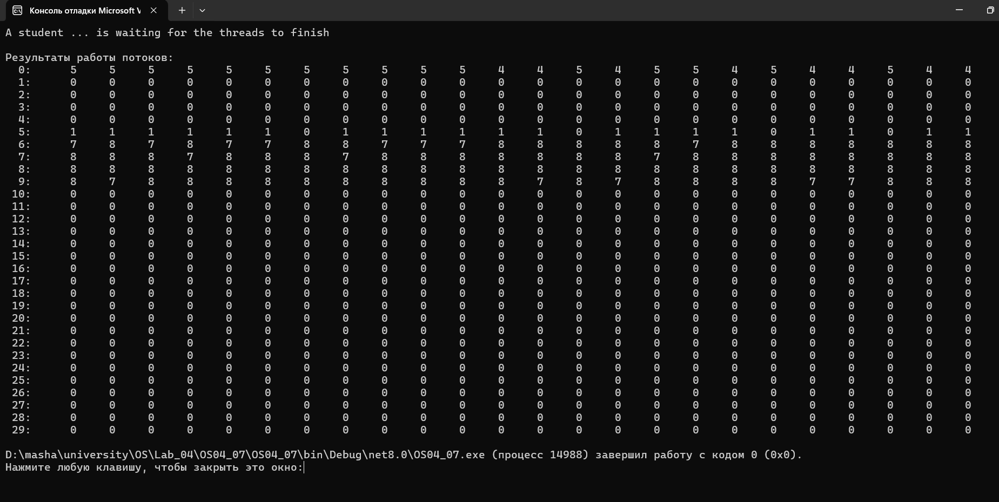 Консоль отладки Microsoft V
A student ... is waiting for the threads to finish
Результаты работы потоков:
0: 5 5 5 5 5 5 5 5 5 5 5 4 4 5 4 5 5 4 5 4 4 5 4 4
1: 0 0 0 0 0 0 0 0 0 0 0 0 0 0 0 0 0 0 0 0 0 0 0 0
2: 0 0 0 0 0 0 0 0 0 0 0 0 0 0 0 0 0 0 0 0 0 0 0 0
3: 0 0 0 0 0 0 0 0 0 0 0 0 0 0 0 0 0 0 0 0 0 0 0 0
4: 0 0 0 0 0 0 0 0 0 0 0 0 0 0 0 0 0 0 0 0 0 0 0 0
5: 1 1 1 1 1 1 0 1 1 1 1 1 1 0 1 1 1 1 0 1 1 0 1 1
6: 7 8 7 8 7 7 8 8 7 7 7 8 8 8 8 8 7 8 8 8 8 8 8 8
7: 8 8 8 7 8 8 8 7 8 8 8 8 8 8 8 7 8 8 8 8 8 8 8 8
8: 8 8 8 8 8 8 8 8 8 8 8 8 8 8 8 8 8 8 8 8 8 8 8 8
9: 8 7 8 8 8 8 8 8 8 8 8 8 7 8 7 8 8 8 8 7 7 8 8 8
10: 0 0 0 0 0 0 0 0 0 0 0 0 0 0 0 0 0 0 0 0 0 0 0 0
11: 0 0 0 0 0 0 0 0 0 0 0 0 0 0 0 0 0 0 0 0 0 0 0 0
12: 0 0 0 0 0 0 0 0 0 0 0 0 0 0 0 0 0 0 0 0 0 0 0 0
13: 0 0 0 0 0 0 0 0 0 0 0 0 0 0 0 0 0 0 0 0 0 0 0 0
14: 0 0 0 0 0 0 0 0 0 0 0 0 0 0 0 0 0 0 0 0 0 0 0 0
15: 0 0 0 0 0 0 0 0 0 0 0 0 0 0 0 0 0 0 0 0 0 0 0 0
16: 0 0 0 0 0 0 0 0 0 0 0 0 0 0 0 0 0 0 0 0 0 0 0 0
17: 0 0 0 0 0 0 0 0 0 0 0 0 0 0 0 0 0 0 0 0 0 0 0 0
18: 0 0 0 0 0 0 0 0 0 0 0 0 0 0 0 0 0 0 0 0 0 0 0 0
19: 0 0 0 0 0 0 0 0 0 0 0 0 0 0 0 0 0 0 0 0 0 0 0 0
20: 0 0 0 0 0 0 0 0 0 0 0 0 0 0 0 0 0 0 0 0 0 0 0 0
21: 0 0 0 0 0 0 0 0 0 0 0 0 0 0 0 0 0 0 0 0 0 0 0 0
22: 0 0 0 0 0 0 0 0 0 0 0 0 0 0 0 0 0 0 0 0 0 0 0 0
23: 0 0 0 0 0 0 0 0 0 0 0 0 0 0 0 0 0 0 0 0 0 0 0 0
24: 0 0 0 0 0 0 0 0 0 0 0 0 0 0 0 0 0 0 0 0 0 0 0 0
25: 0 0 0 0 0 0 0 0 0 0 0 0 0 0 0 0 0 0 0 0 0 0 0 0
26: 0 0 0 0 0 0 0 0 0 0 0 0 0 0 0 0 0 0 0 0 0 0 0 0
27: 0 0 0 0 0 0 0 0 0 0 0 0 0 0 0 0 0 0 0 0 0 0 0 0
28: 0 0 0 0 0 0 0 0 0 0 0 0 0 0 0 0 0 0 0 0 0 0 0 0
29: 0 0 0 0 0 0 0 0 0 0 0 0 0 0 0 0 0 0 0 0 0 0 0 0
D:\masha\university\OS\Lab_04\OS04_07\OS04_07\bin\Debug\net8.0\OS04_07.exe (процесс 14988) завершил работу с кодом 0 (0x0).
Нажмите любую клавишу, чтобы закрыть это окно: